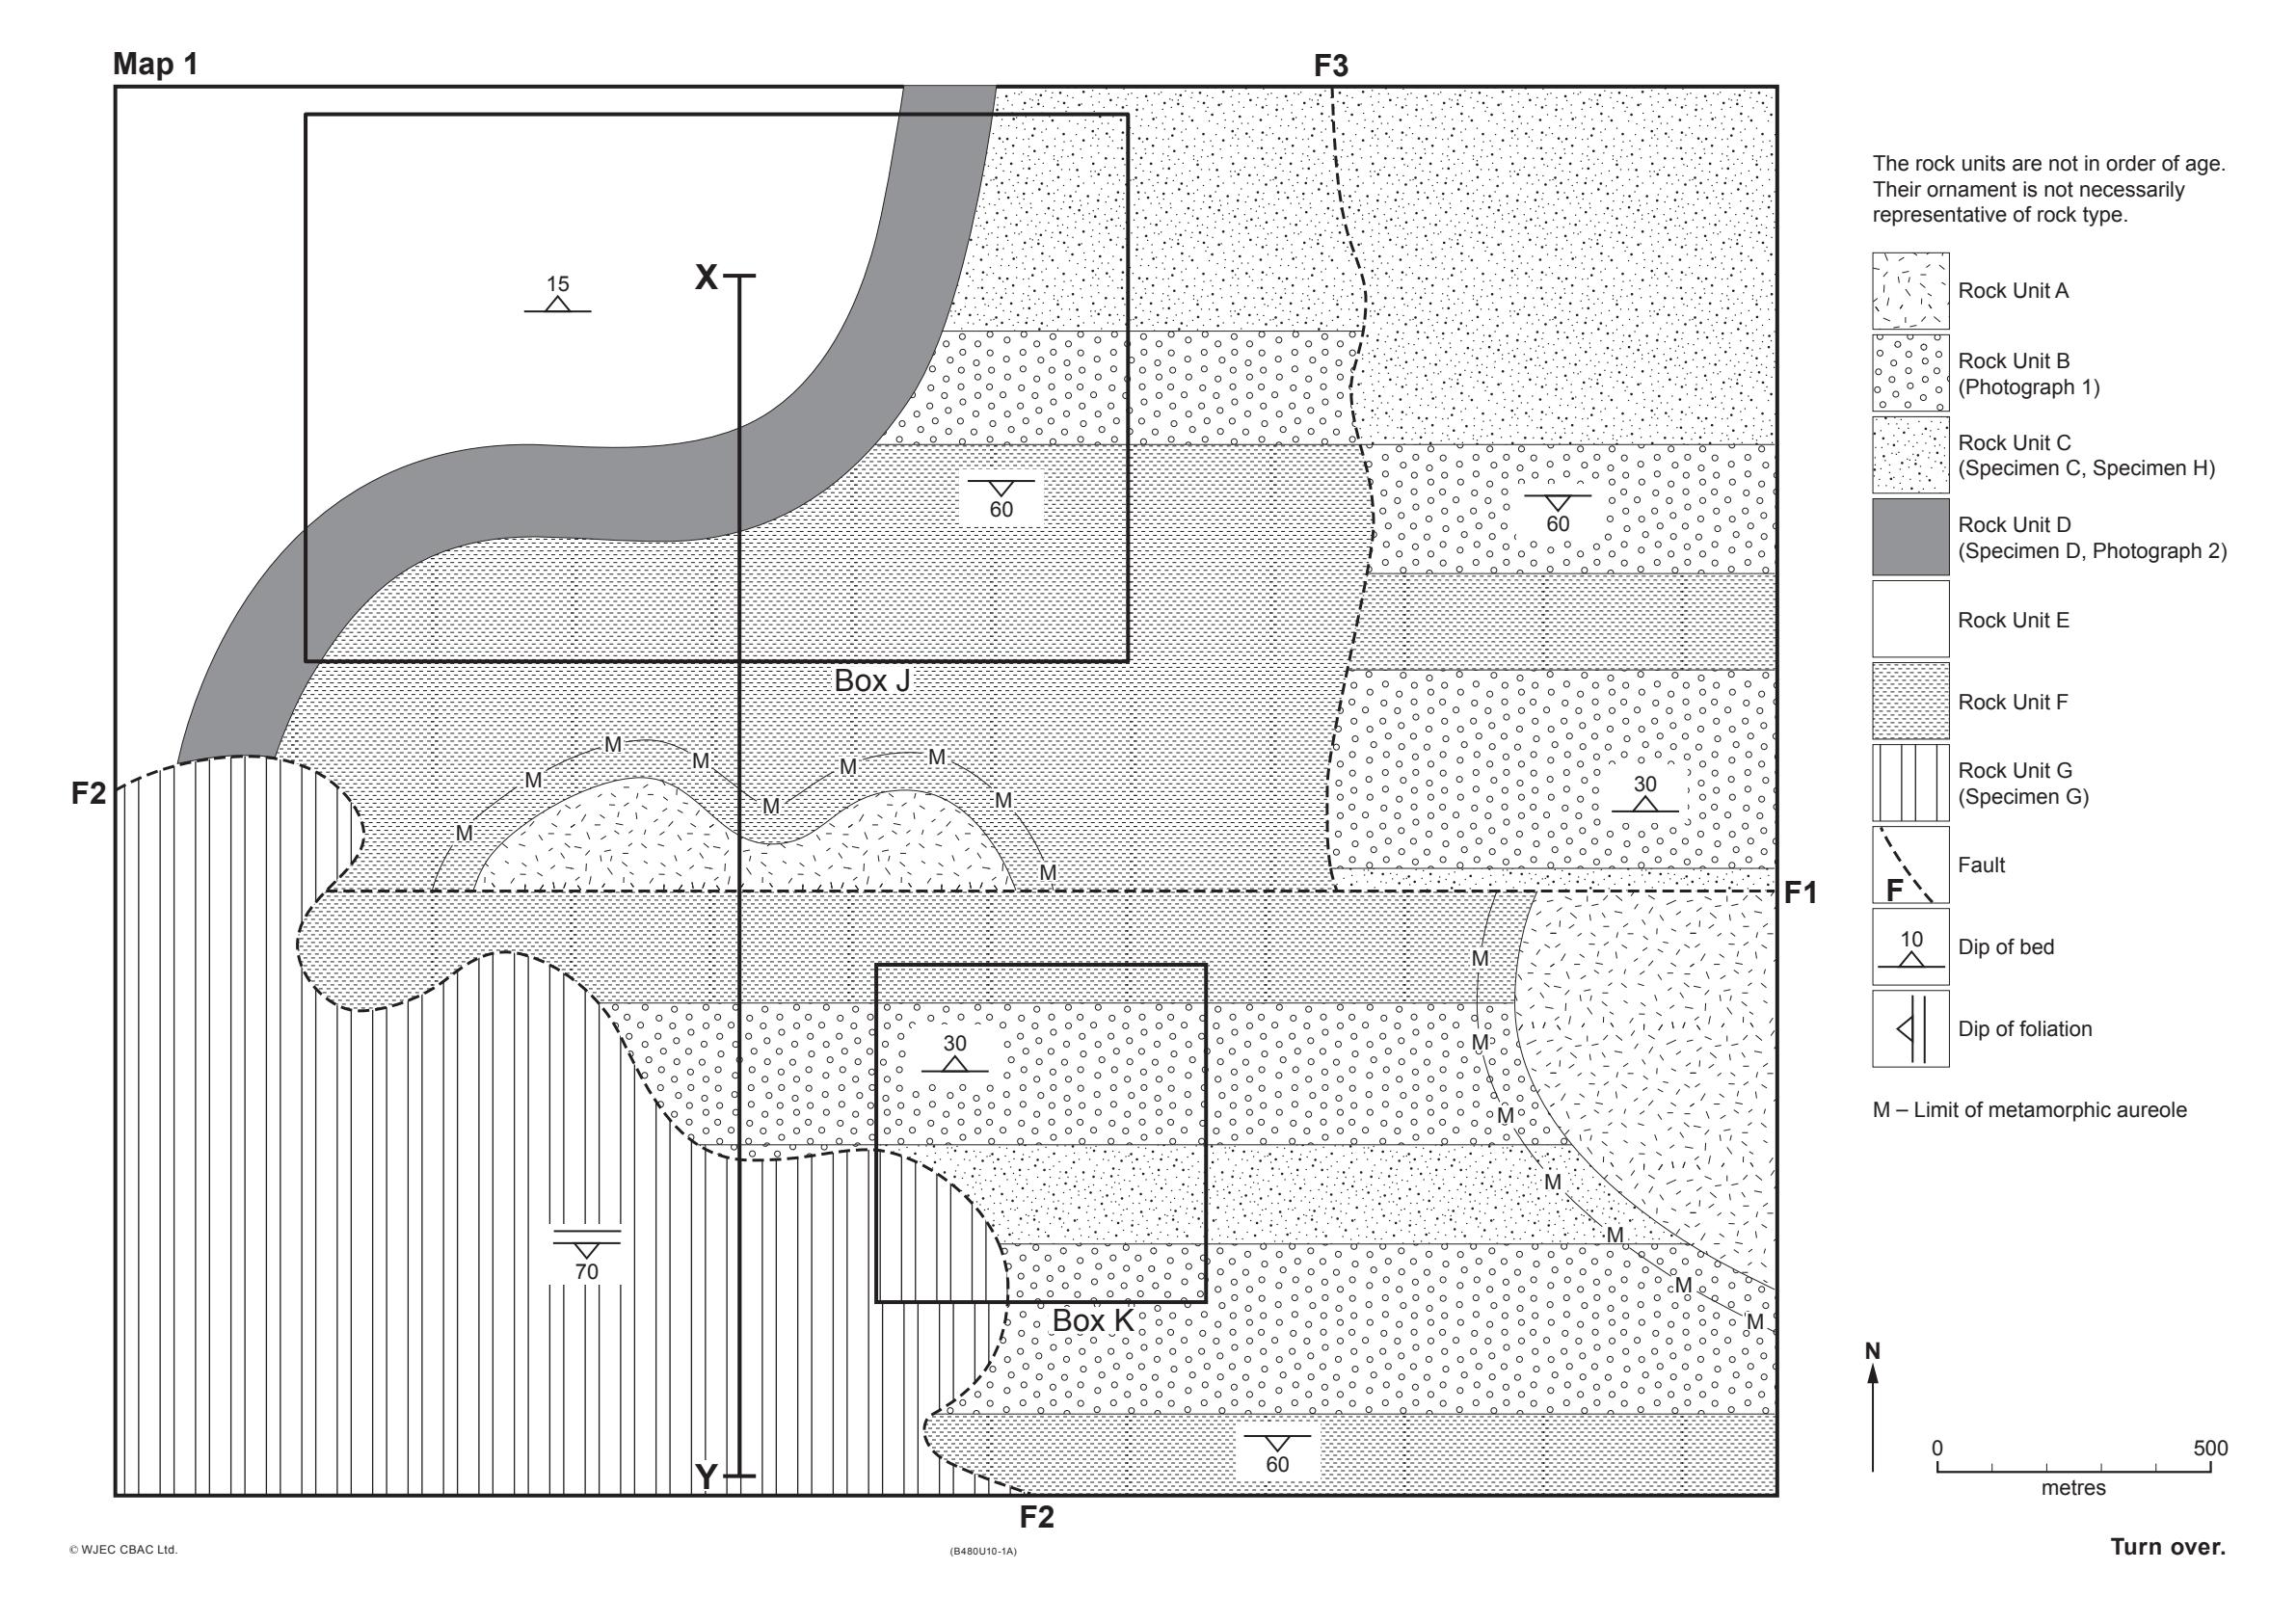 Map 1
F3
15
X
60
60
Box J
M
M
M
M
M
M
M
M
M
F2
30
F1
M
M
M
M
M
M
M
30
70
Box K
Y
60
F2
The rock units are not in order of age.
Their ornament is not necessarily
representative of rock type.
Rock Unit A
Rock Unit B
(Photograph 1)
Rock Unit C
(Specimen C, Specimen H)
Rock Unit D
(Specimen D, Photograph 2)
Rock Unit E
Rock Unit F
Rock Unit G
(Specimen G)
F
Fault
10
Dip of bed
Dip of foliation
M – Limit of metamorphic aureole
N
0 500
metres
© WJEC CBAC Ltd.
(B480U10-1A)
Turn over.